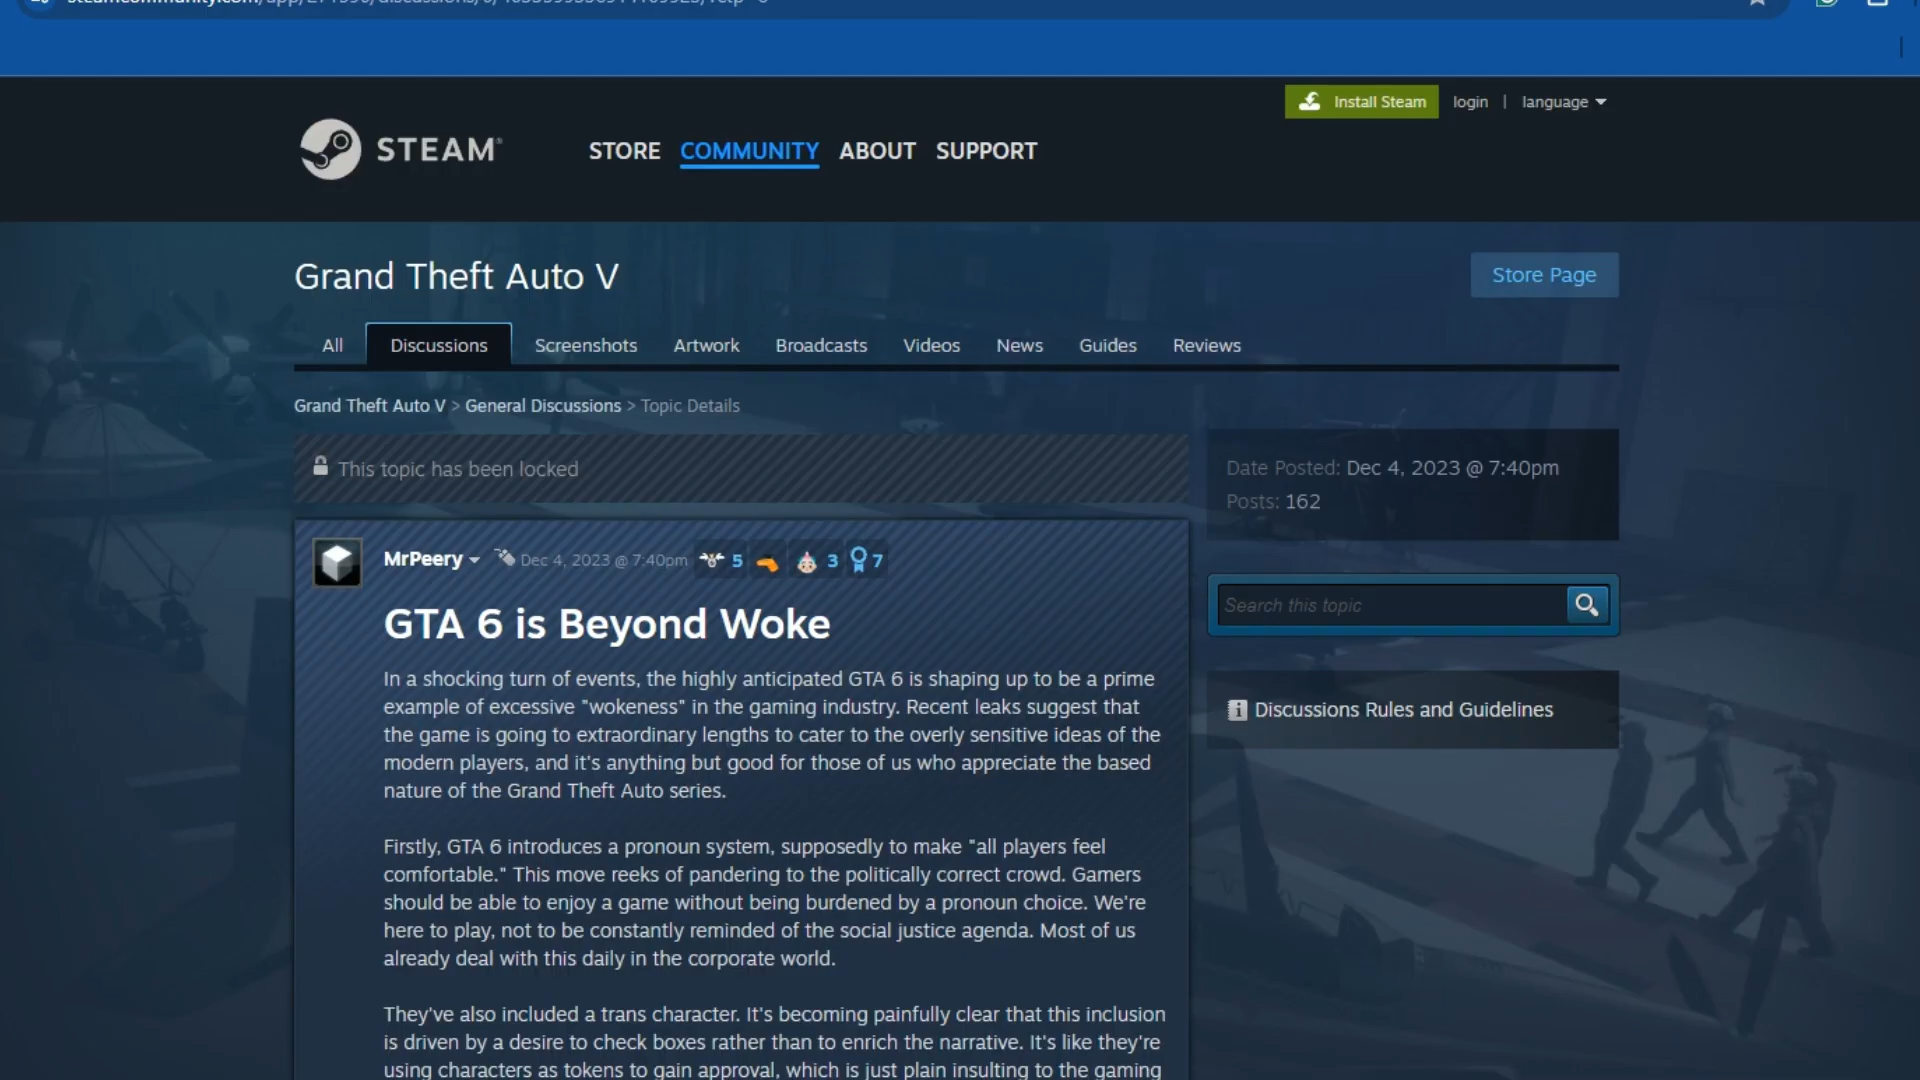 Install Steam login | language
STEAM® STORE COMMUNITY ABOUT SUPPORT
Grand Theft Auto V
Store Page
All Discussions Screenshots Artwork Broadcasts Videos News Guides Reviews
Grand Theft Auto V > General Discussions > Topic Details
This topic has been locked
Date Posted: Dec 4, 2023 @ 7:40pm
Posts: 162
MrPeery Dec 4, 2023 @ 7:40pm 5 3 7
GTA 6 is Beyond Woke
In a shocking turn of events, the highly anticipated GTA 6 is shaping up to be a prime
example of excessive "wokeness" in the gaming industry. Recent leaks suggest that
the game is going to extraordinary lengths to cater to the overly sensitive ideas of the
modern players, and it's anything but good for those of us who appreciate the based
nature of the Grand Theft Auto series.
Firstly, GTA 6 introduces a pronoun system, supposedly to make "all players feel
comfortable." This move reeks of pandering to the politically correct crowd. Gamers
should be able to enjoy a game without being burdened by a pronoun choice. We're
here to play, not to be constantly reminded of the social justice agenda. Most of us
already deal with this daily in the corporate world.
They've also included a trans character. It's becoming painfully clear that this inclusion
is driven by a desire to check boxes rather than to enrich the narrative. It's like they're
using characters as tokens to gain approval, which is just plain insulting to the gaming
Search this topic
Discussions Rules and Guidelines